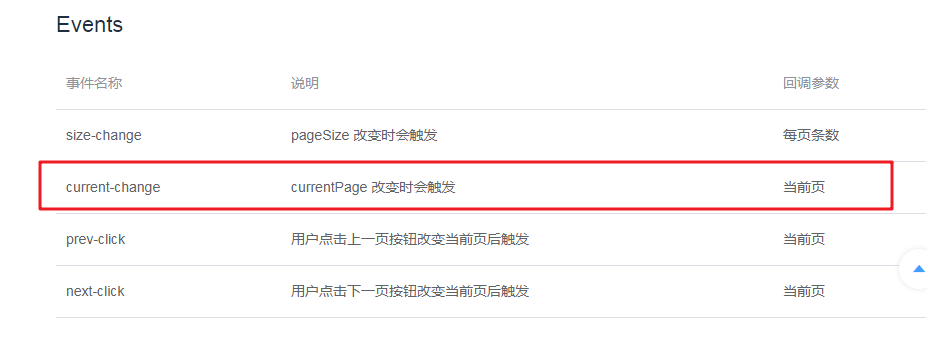 Events
事件名称 说明 回调参数
size-change pageSize 改变时会触发 每页条数
current-change currentPage 改变时会触发 当前页
prev-click 用户点击上一页按钮改变当前页后触发 当前页
next-click 用户点击下一页按钮改变当前页后触发 当前页